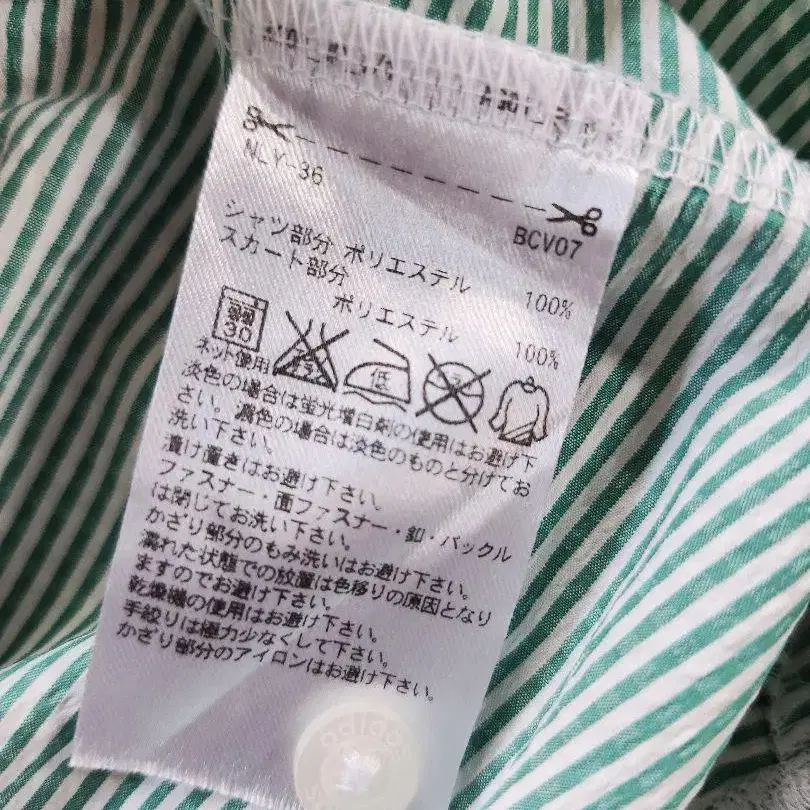 N_Y-36
BCV07
シャツ部分 ポリエステル 100%
スカート部分
ポリエステル 100%
30
低
ネット使用
淡色の場合は蛍光増白剤の使用はお避け下
さい。濃色の場合は淡色のものと分けてお
洗い下さい。
漬け置きはお避け下さい。
ファスナー・面ファスナー・釦・バックル
は閉じてお洗い下さい。
かざり部分のもみ洗いはお避け下さい。
濡れた状態での放置は色移りの原因となり
ますのでお避け下さい。
乾燥機の使用はお避け下さい。
手絞りは極力少なくして下さい。
かざり部分のアイロンはお避け下さい。
adidas